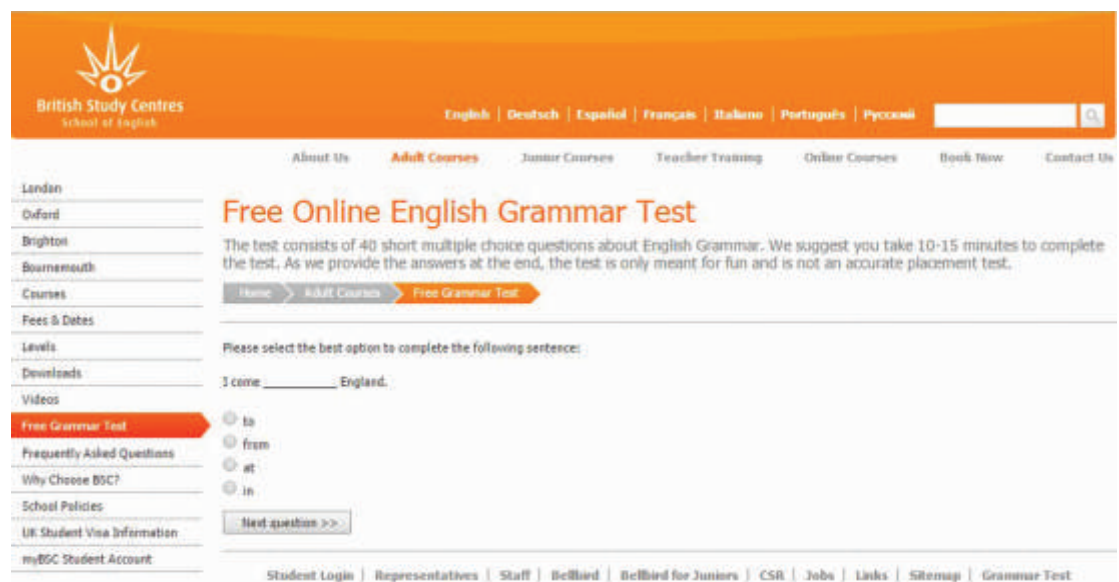 British Study Centres
School of English
English | Deutsch | Español | Français | Italiano | Português | Русский
About Us Adult Courses Junior Courses Teacher Training Online Courses Book Now Contact Us
London
Oxford
Brighton
Bournemouth
Courses
Fees & Dates
Levels
Downloads
Videos
Free Grammar Test
Frequently Asked Questions
Why Choose BSC?
School Policies
UK Student Visa Information
myBSC Student Account
Free Online English Grammar Test
The test consists of 40 short multiple choice questions about English Grammar. We suggest you take 10-15 minutes to complete
the test. As we provide the answers at the end, the test is only meant for fun and is not an accurate placement test.
Home Adult Courses Free Grammar Test
Please select the best option to complete the following sentence:
I come __________ England.
to
from
at
in
Next question >>
Student Login | Representatives | Staff | Bellbird | Bellbird for Juniors | CSR | Jobs | Links | Sitemap | Grammar Test